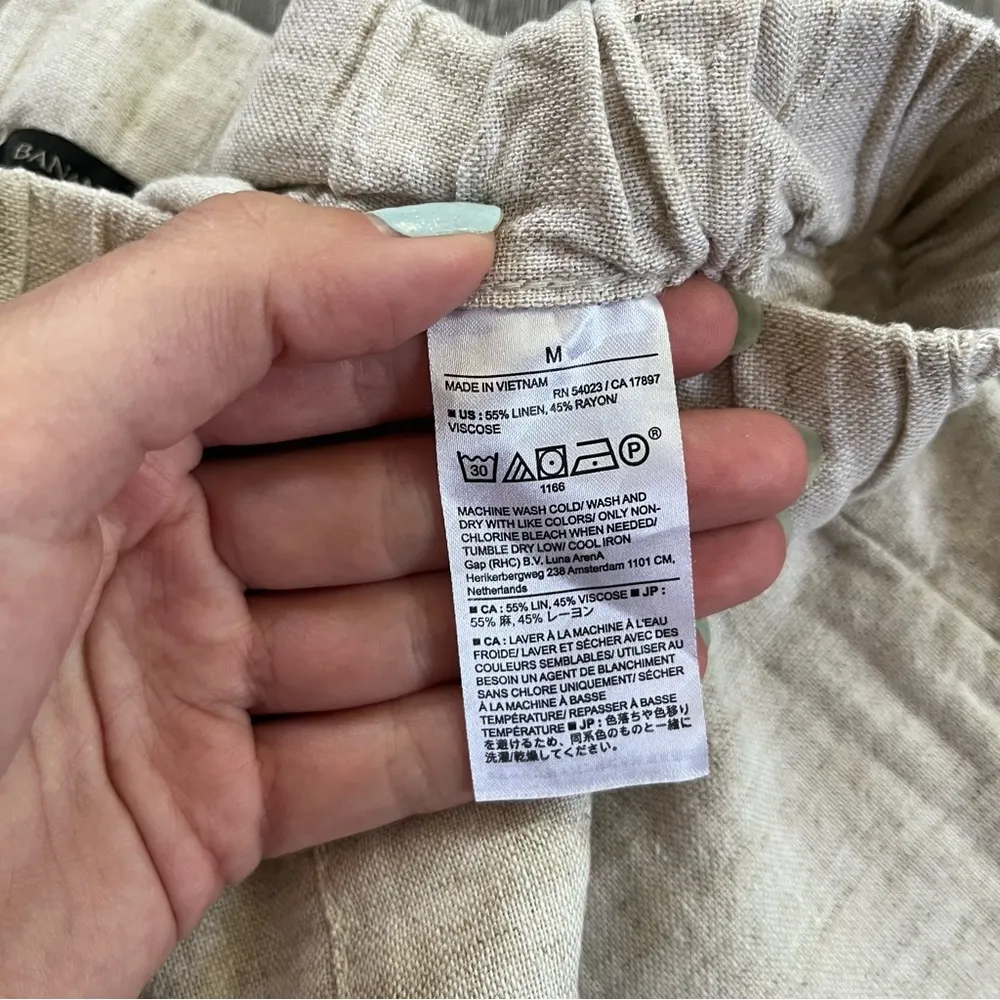 BANAN
M
MADE IN VIETNAM RN 54023 / CA 17897
■ US : 55% LINEN, 45% RAYON/
VISCOSE
30 P ®
1166
MACHINE WASH COLD/ WASH AND
DRY WITH LIKE COLORS/ ONLY NON-
CHLORINE BLEACH WHEN NEEDED/
TUMBLE DRY LOW/ COOL IRON
Gap (RHC) B.V. Luna ArenA
Herikerbergweg 238 Amsterdam 1101 CM,
Netherlands
■ CA : 55% LIN, 45% VISCOSE ■ JP :
55% 麻, 45% レーヨン
■ CA : LAVER À LA MACHINE À L'EAU
FROIDE/ LAVER ET SÉCHER AVEC DES
COULEURS SEMBLABLES/ UTILISER AU
BESOIN UN AGENT DE BLANCHIMENT
SANS CHLORE UNIQUEMENT/ SÉCHER
À LA MACHINE À BASSE
TEMPÉRATURE/ REPASSER À BASSE
TEMPÉRATURE ■ JP : 色落ちや色移り
を避けるため、同系色のものと一緒に
洗濯/乾燥してください。